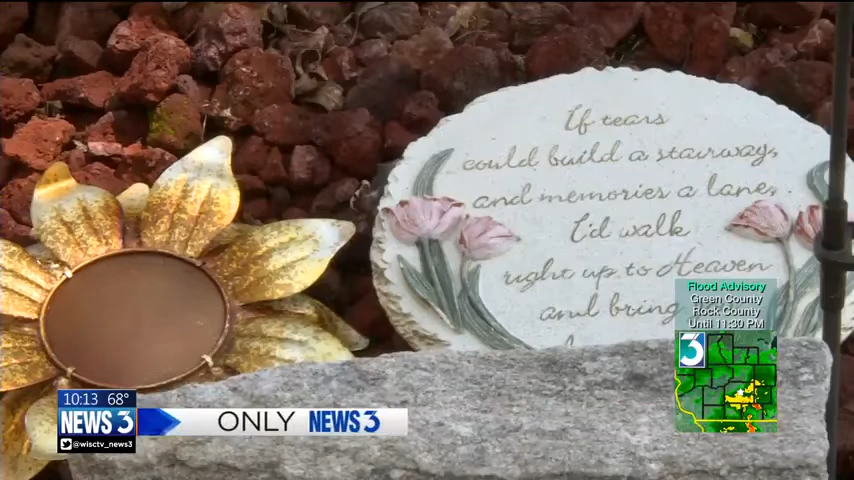 If tears
could build a stairway,
and memories a lane,
I'd walk
right up to Heaven
and bring
Flood Advisory
Green County
Rock County
Until 11:30 PM
3
10:13 68°
NEWS 3
@wisctv_news3
ONLY NEWS 3